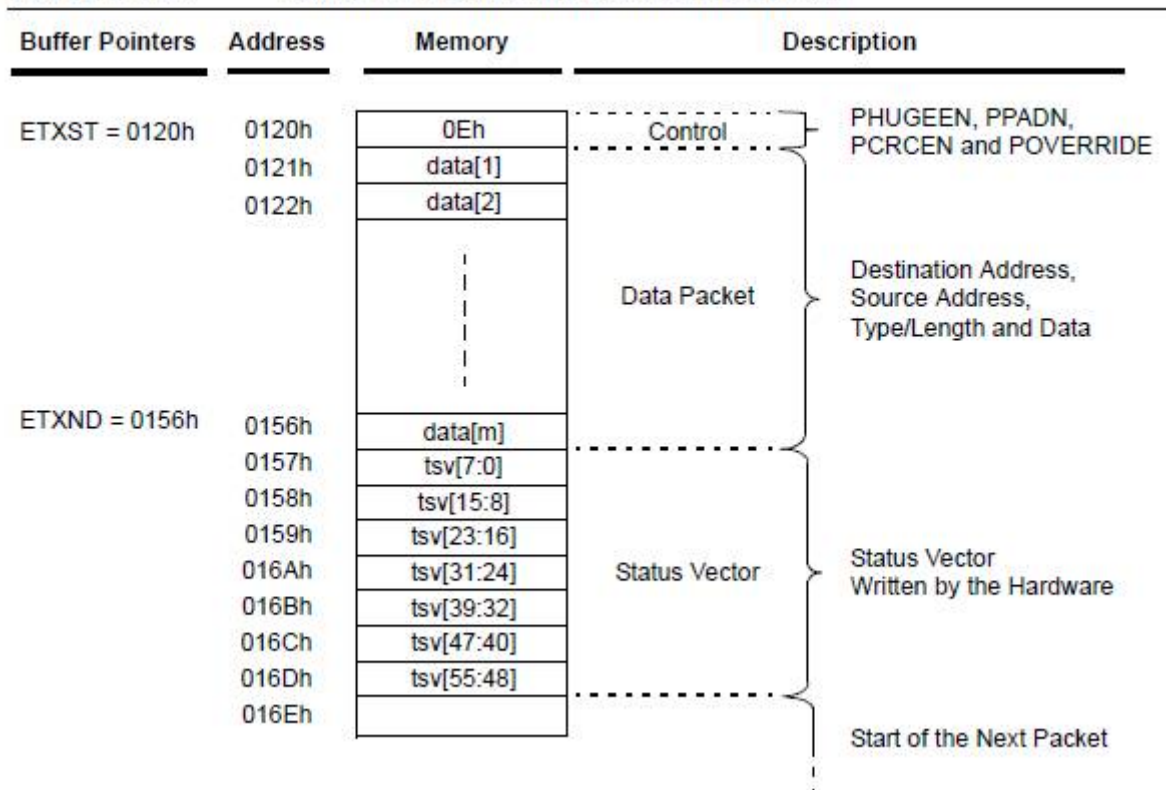 Buffer Pointers Address Memory Description
ETXST = 0120h 0120h 0Eh Control PHUGEEN, PPADN,
PCRCEN and POVERRIDE
0121h data[1]
0122h data[2]
Data Packet
Destination Address,
Source Address,
Type/Length and Data
ETXND = 0156h 0156h data[m]
0157h tsv[7:0]
0158h tsv[15:8]
0159h tsv[23:16]
016Ah tsv[31:24] Status Vector Status Vector
Written by the Hardware
016Bh tsv[39:32]
016Ch tsv[47:40]
016Dh tsv[55:48]
016Eh
Start of the Next Packet